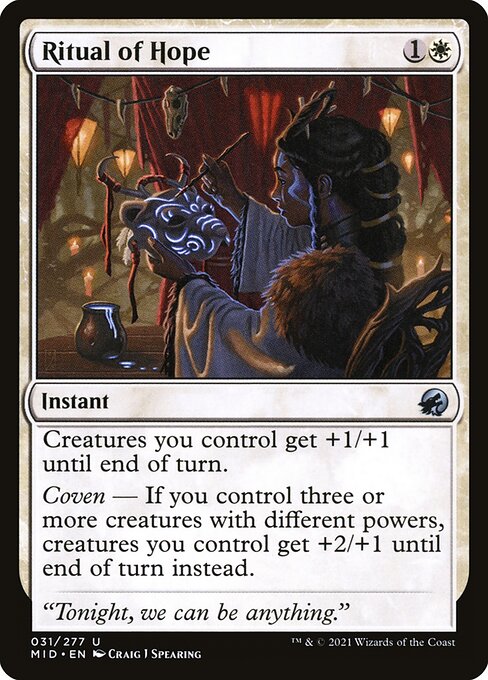 Ritual of Hope 1
Instant
Creatures you control get +1/+1
until end of turn.
Coven — If you control three or
more creatures with different powers,
creatures you control get +2/+1 until
end of turn instead.
“Tonight, we can be anything.”
031/277 U
™ & © 2021 Wizards of the Coast
MID • EN Craig J Spearing